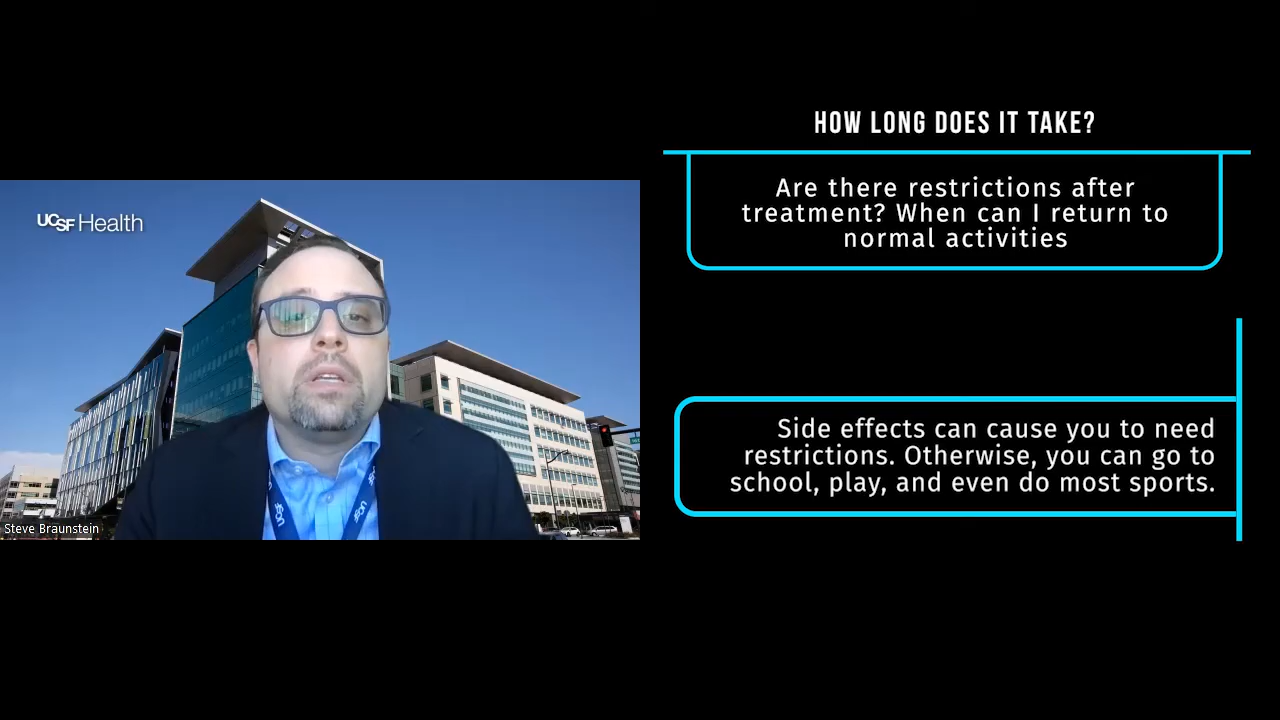 HOW LONG DOES IT TAKE?
Are there restrictions after
treatment? When can I return to
normal activities
UCSF Health
Side effects can cause you to need
restrictions. Otherwise, you can go to
school, play, and even do most sports.
UCSF
UCSF
Steve Braunstein